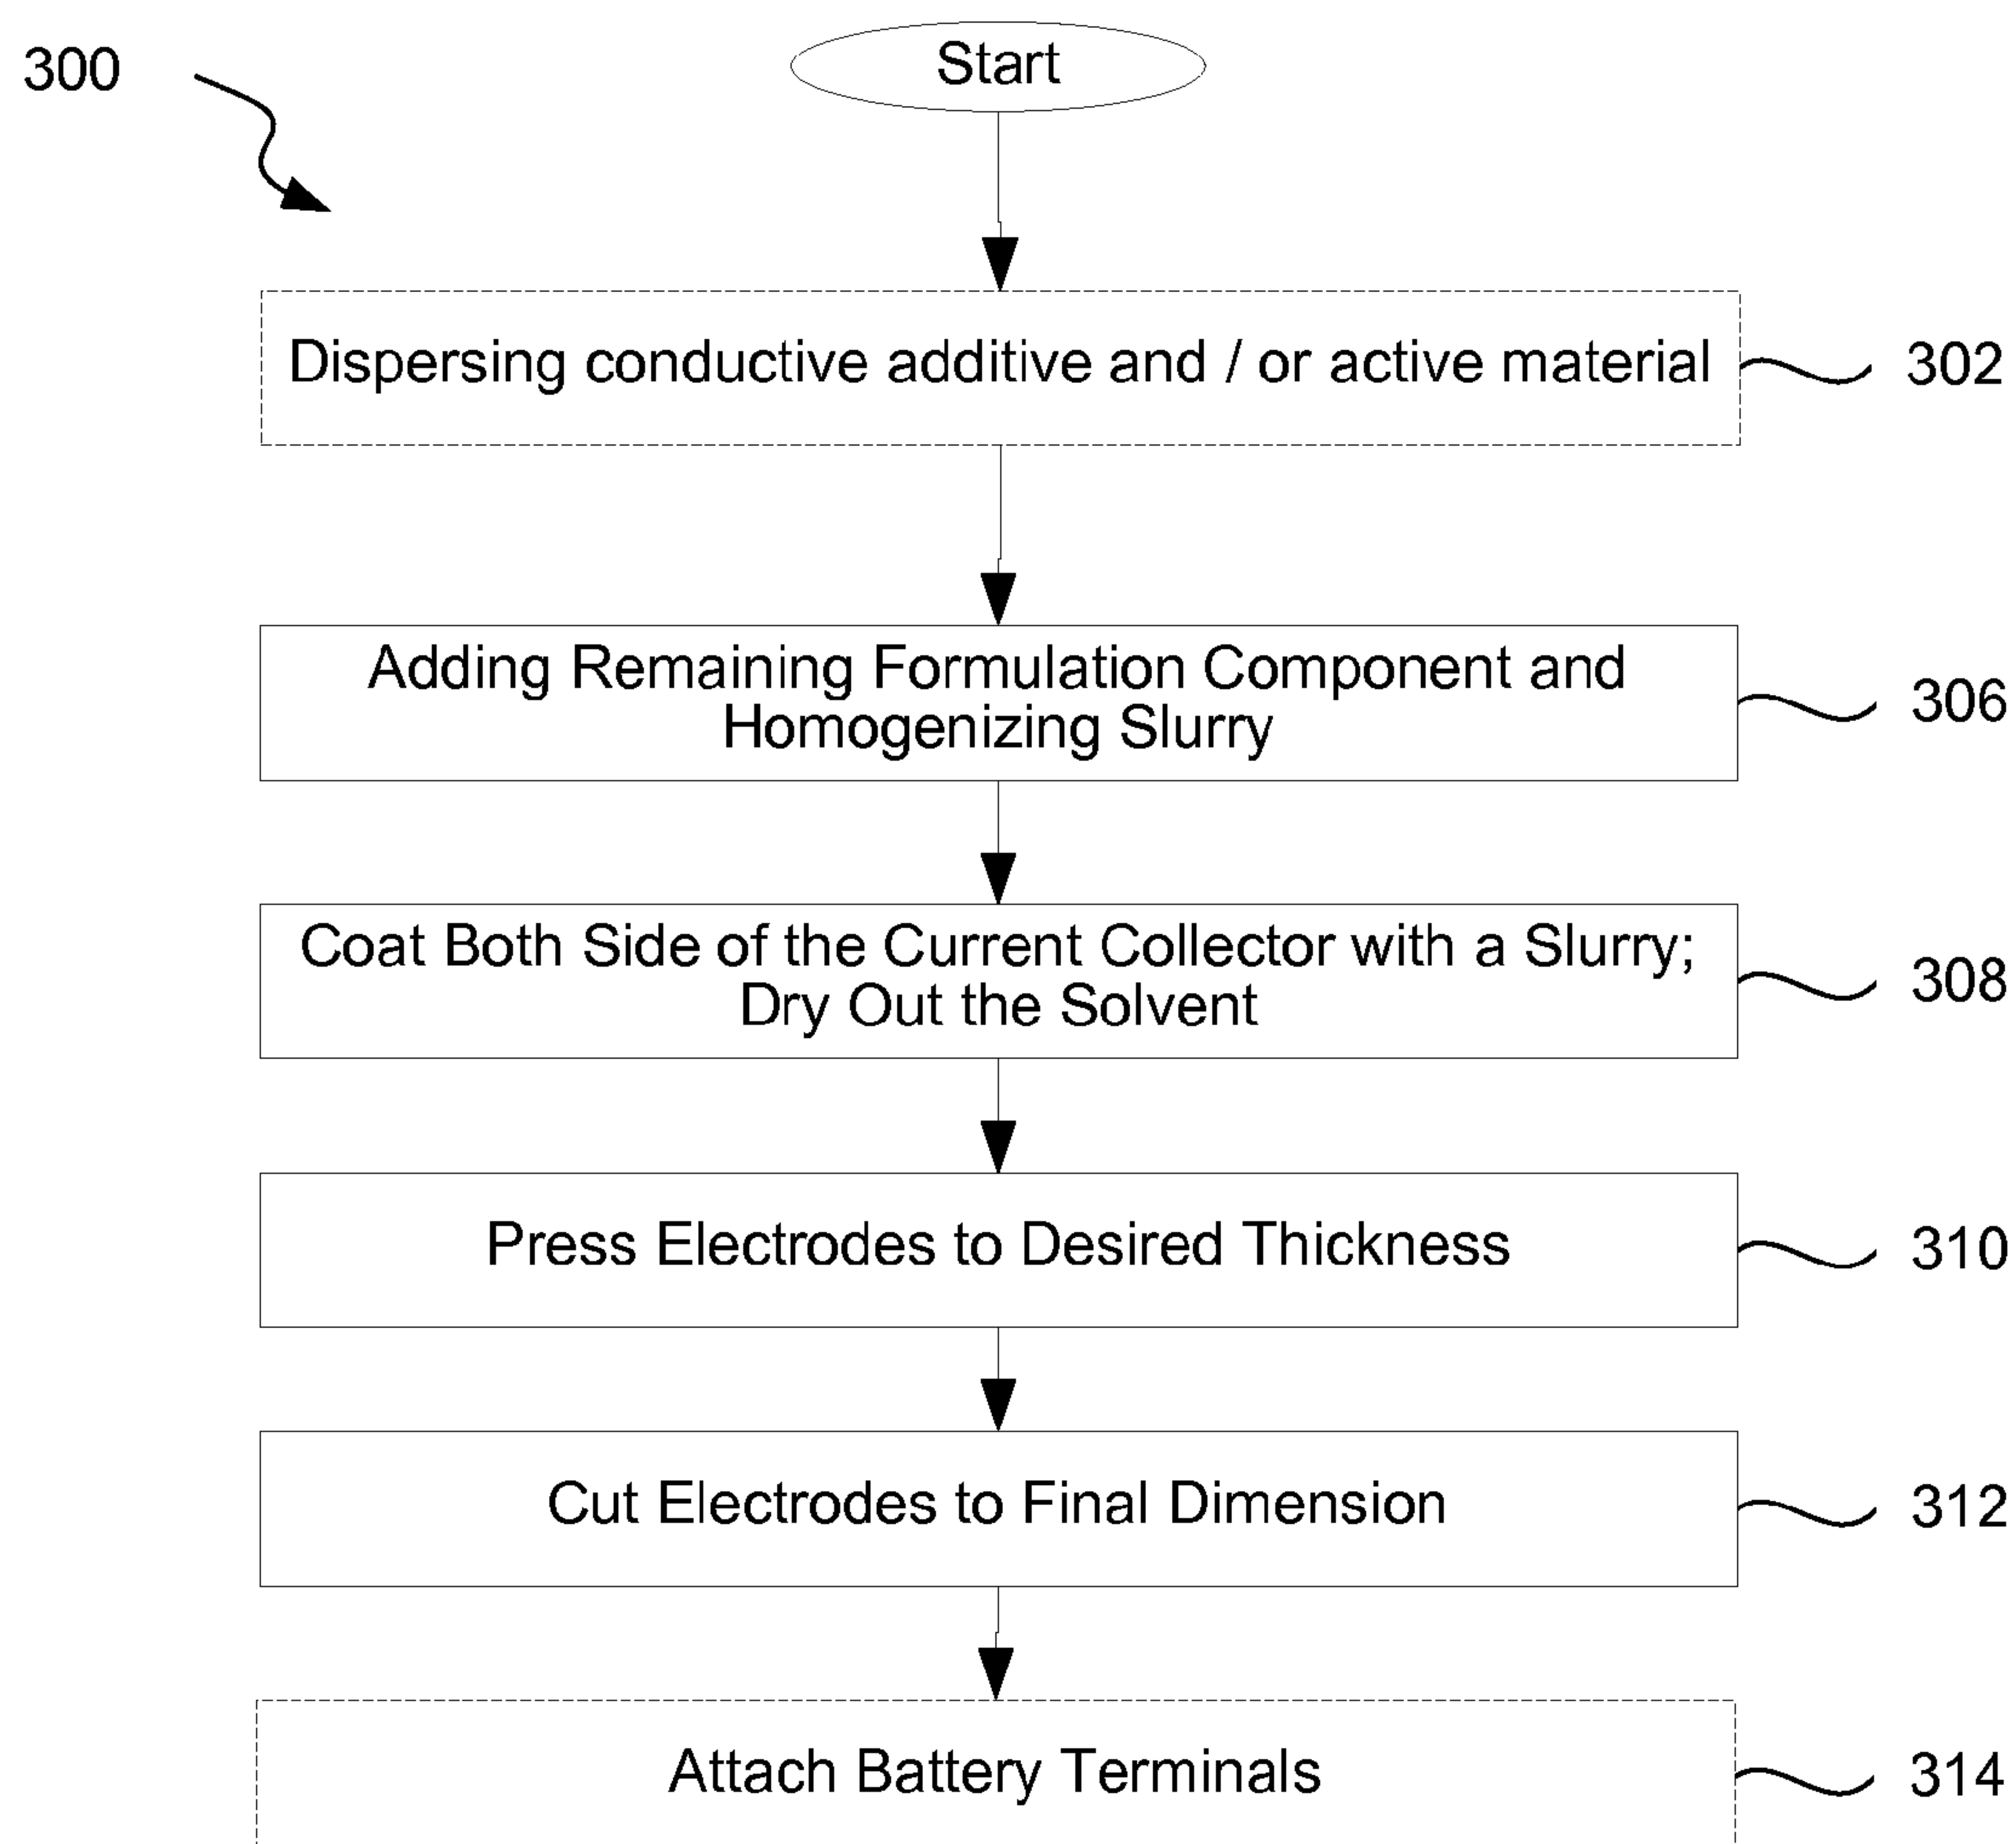 300
Start
Dispersing conductive additive and / or active material
302
Adding Remaining Formulation Component and
Homogenizing Slurry
306
Coat Both Side of the Current Collector with a Slurry;
Dry Out the Solvent
308
Press Electrodes to Desired Thickness
310
Cut Electrodes to Final Dimension
312
Attach Battery Terminals
314